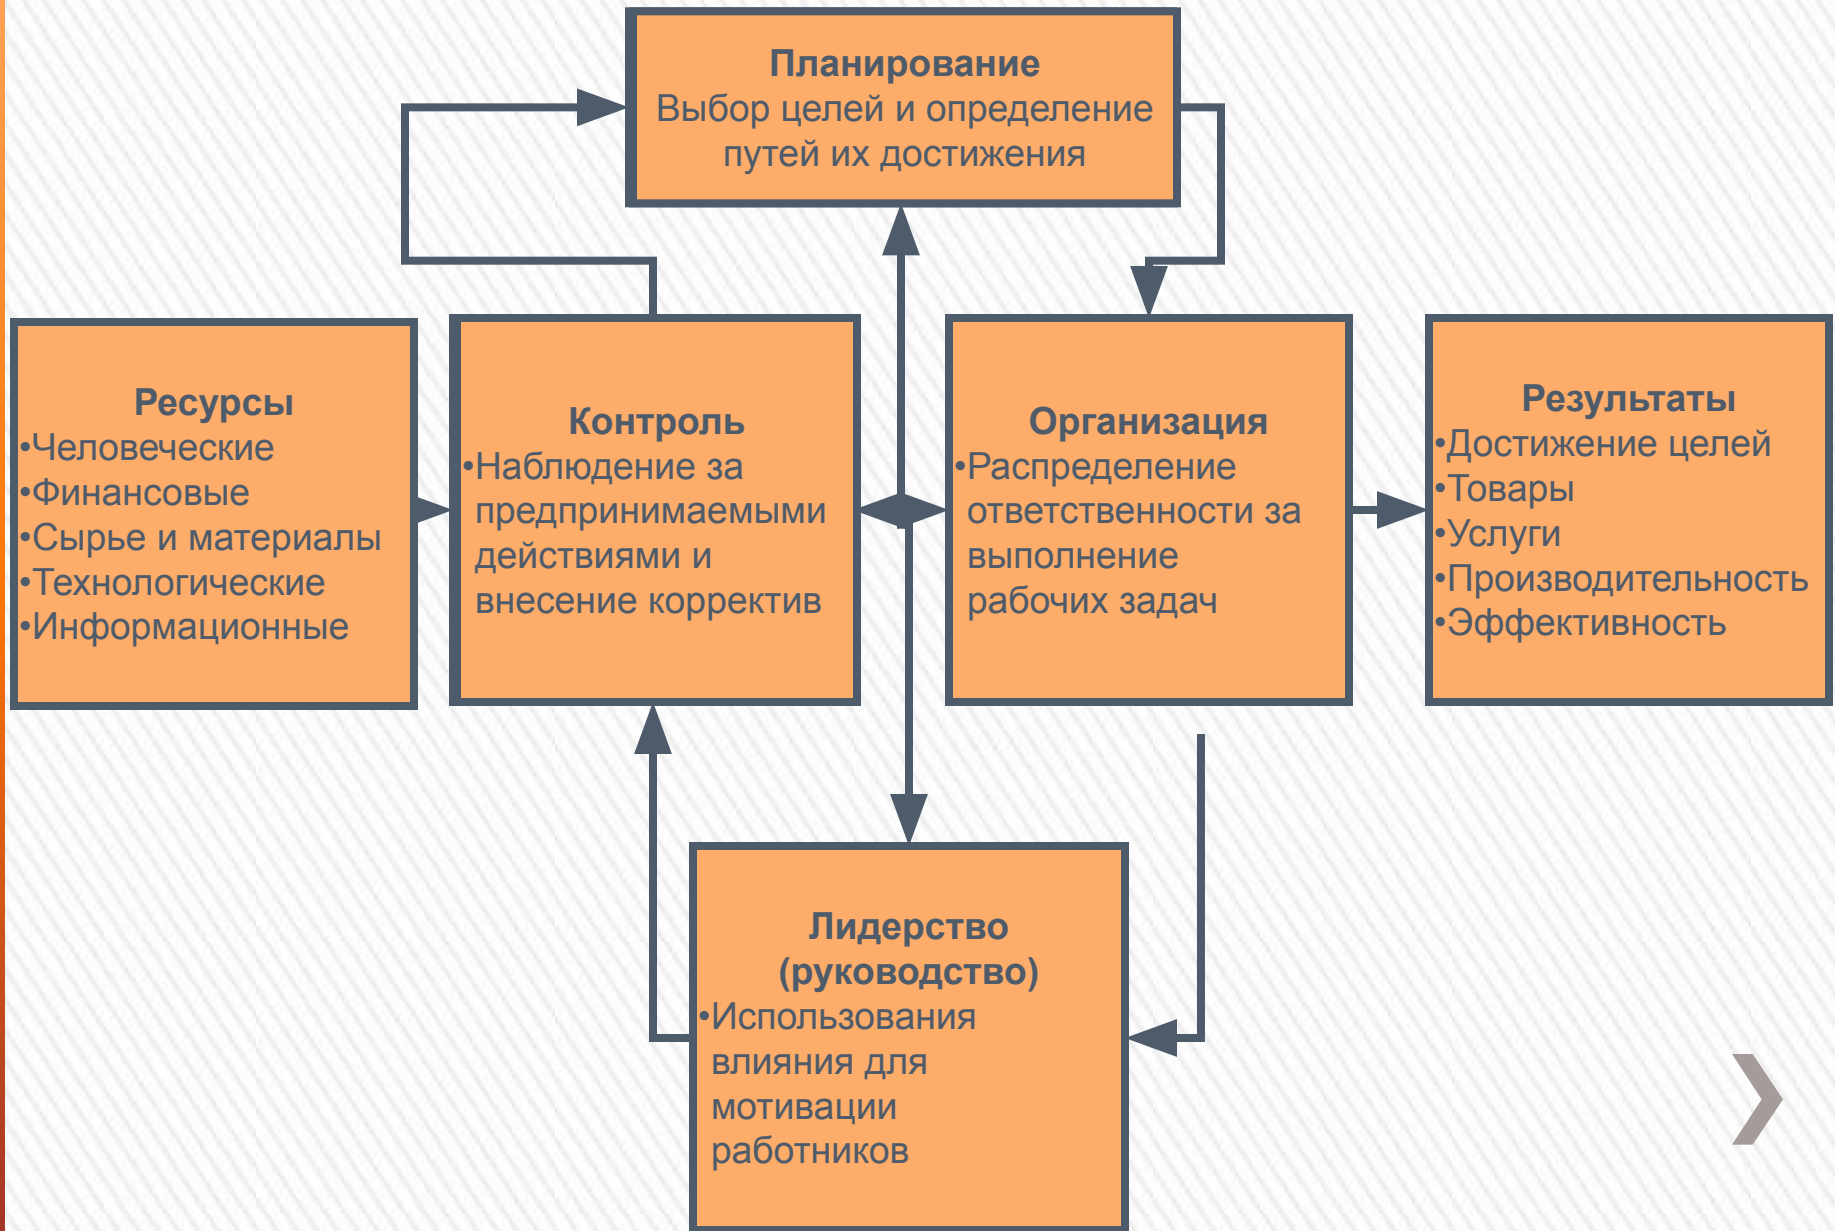 Планирование
Выбор целей и определение
путей их достижения
Ресурсы
•Человеческие
•Финансовые
•Сырье и материалы
•Технологические
•Информационные
Контроль
•Наблюдение за
предпринимаемыми
действиями и
внесение корректив
Организация
•Распределение
ответственности за
выполнение
рабочих задач
Результаты
•Достижение целей
•Товары
•Услуги
•Производительность
•Эффективность
Лидерство
(руководство)
•Использования
влияния для
мотивации
работников